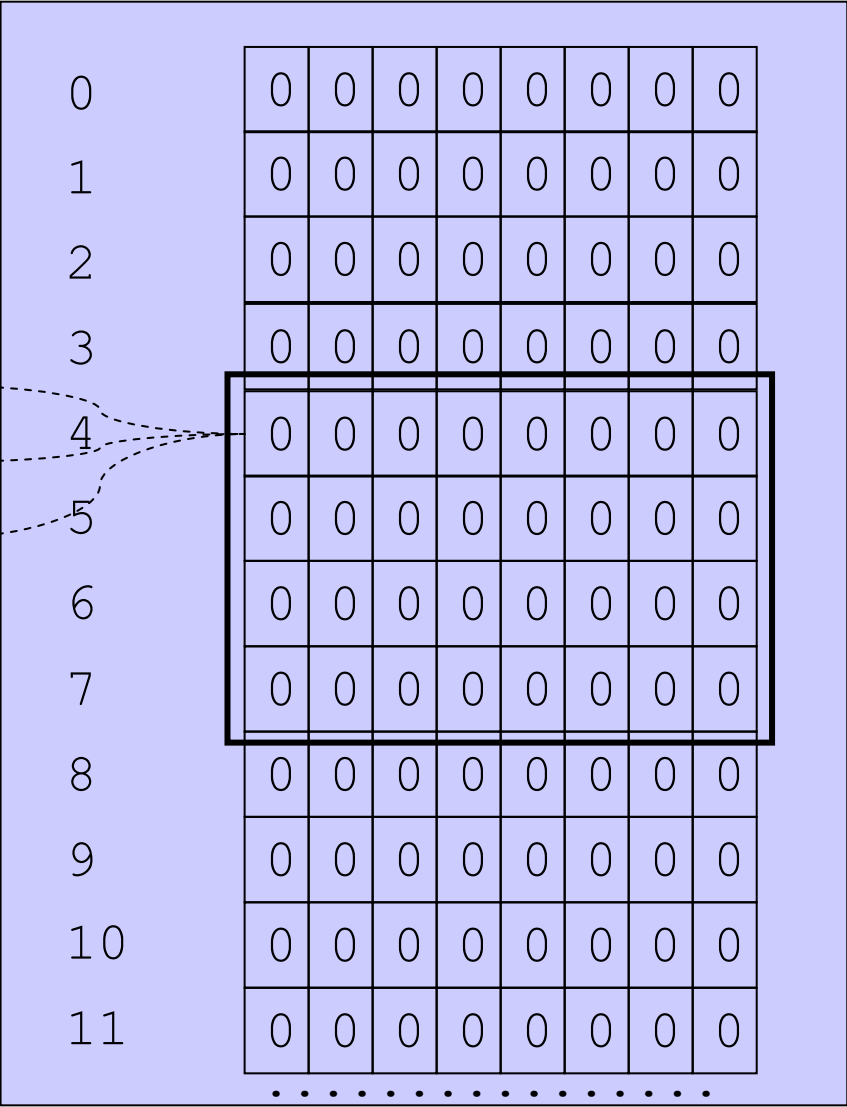 0 0 0 0 0 0 0 0 0
1 0 0 0 0 0 0 0 0
2 0 0 0 0 0 0 0 0
3 0 0 0 0 0 0 0 0
4 0 0 0 0 0 0 0 0
5 0 0 0 0 0 0 0 0
6 0 0 0 0 0 0 0 0
7 0 0 0 0 0 0 0 0
8 0 0 0 0 0 0 0 0
9 0 0 0 0 0 0 0 0
10 0 0 0 0 0 0 0 0
11 0 0 0 0 0 0 0 0
................